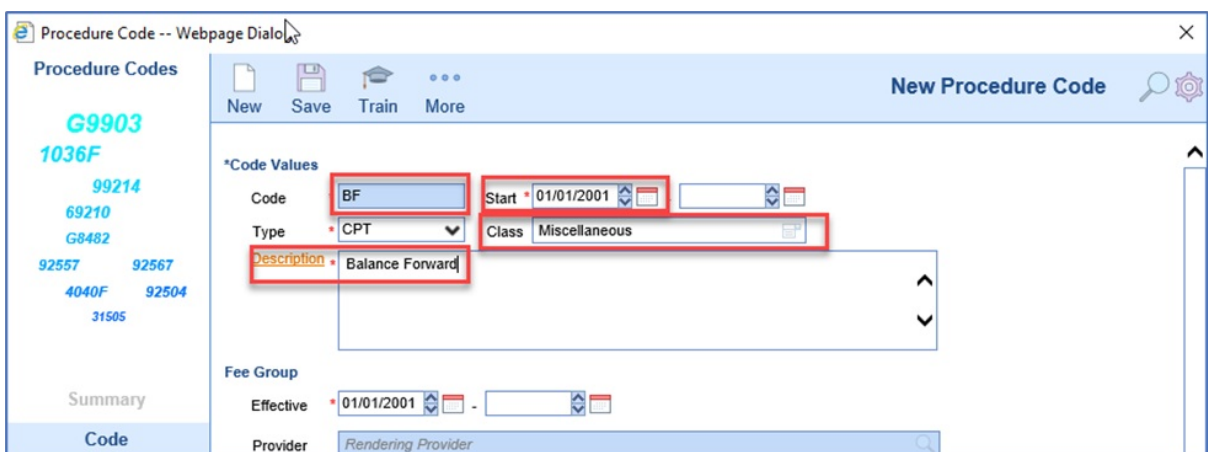 Procedure Code -- Webpage Dialog
Procedure Codes
New Save Train More
New Procedure Code
G9903
1036F
99214
69210
G8482
92557 92567
4040F 92504
31505
Summary
Code
*Code Values
Code * BF Start * 01/01/2001 -
Type * CPT Class Miscellaneous
Description * Balance Forward
Fee Group
Effective * 01/01/2001 -
Provider Rendering Provider